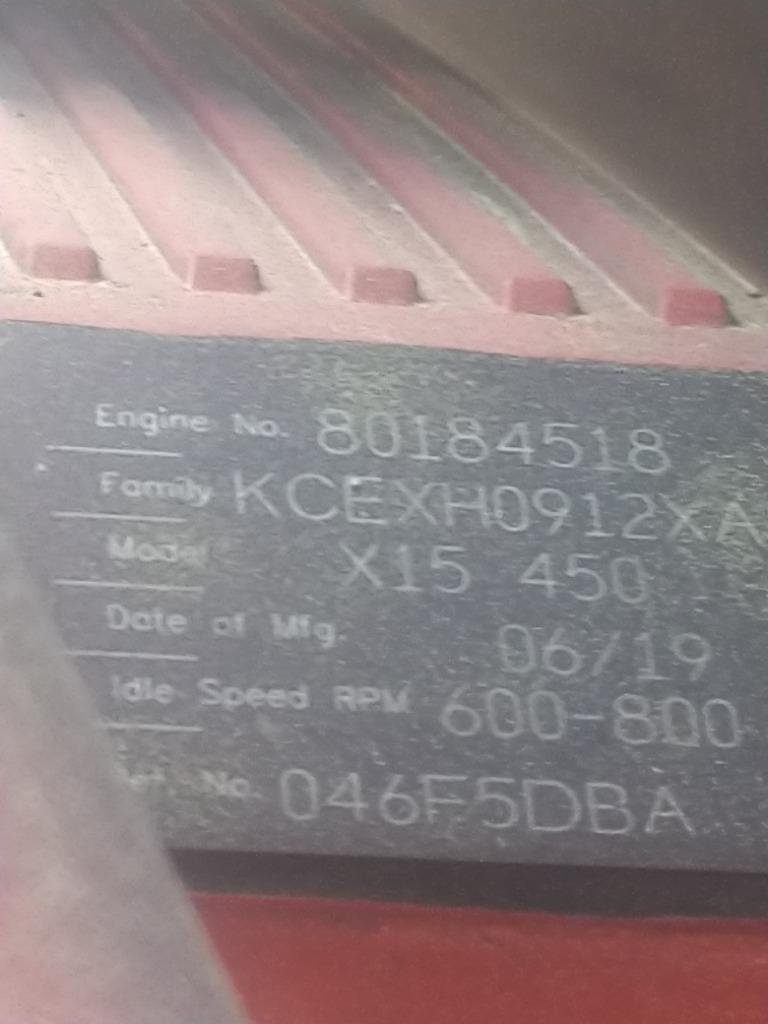 Engine No. 80184518
Family KCEXH0912XA
Model X15 450
Date of Mfg. 06/19
Idle Speed RPM 600-800
No. 046F5DBA